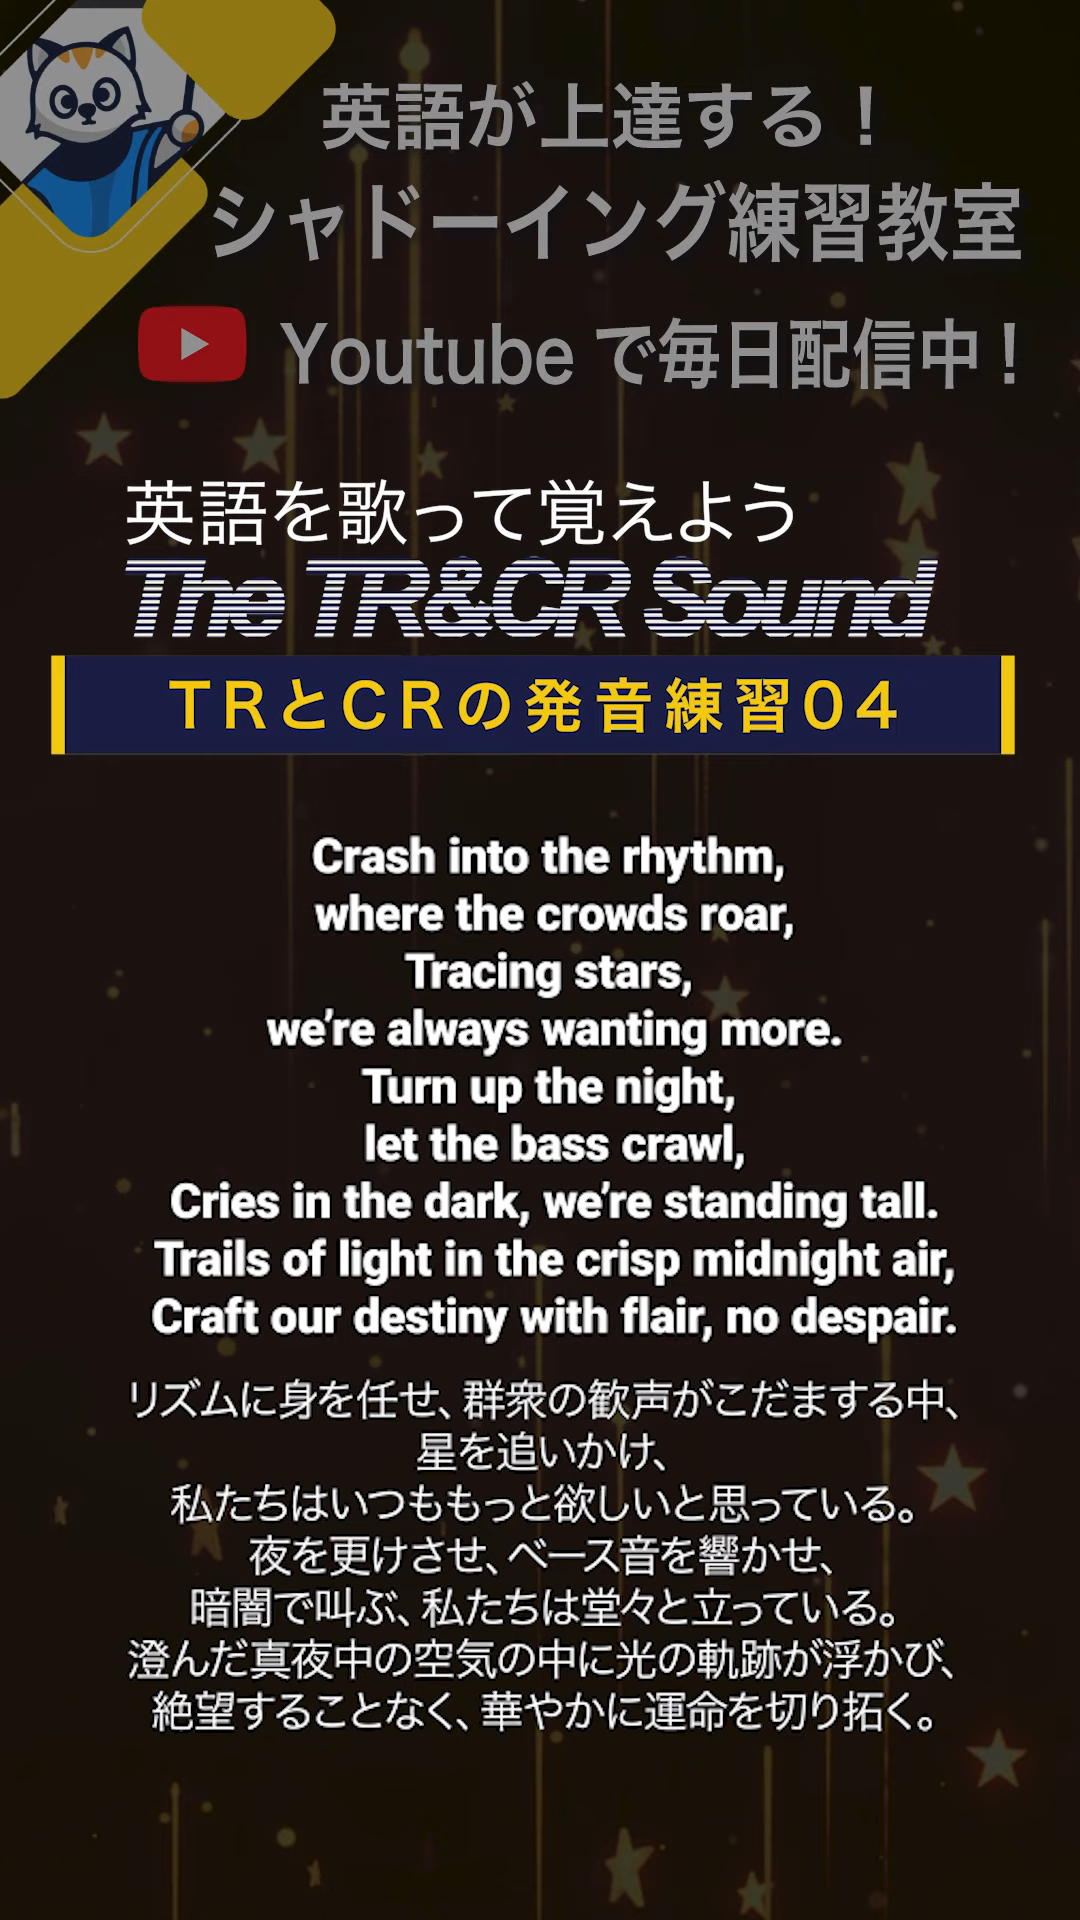 英語が上達する！
シャドーイング練習教室
Youtubeで毎日配信中！
英語を歌って覚えよう
The TR&CR Sound
TRとCRの発音練習04
Crash into the rhythm,
where the crowds roar,
Tracing stars,
we’re always wanting more.
Turn up the night,
let the bass crawl,
Cries in the dark, we’re standing tall.
Trails of light in the crisp midnight air,
Craft our destiny with flair, no despair.
リズムに身を任せ、群衆の歓声がこだまする中、
星を追いかけ、
私たちはいつももっと欲しいと思っている。
夜を更けさせ、ベース音を響かせ、
暗闇で叫ぶ、私たちは堂々と立っている。
澄んだ真夜中の空気の中に光の軌跡が浮かび、
絶望することなく、華やかに運命を切り拓く。